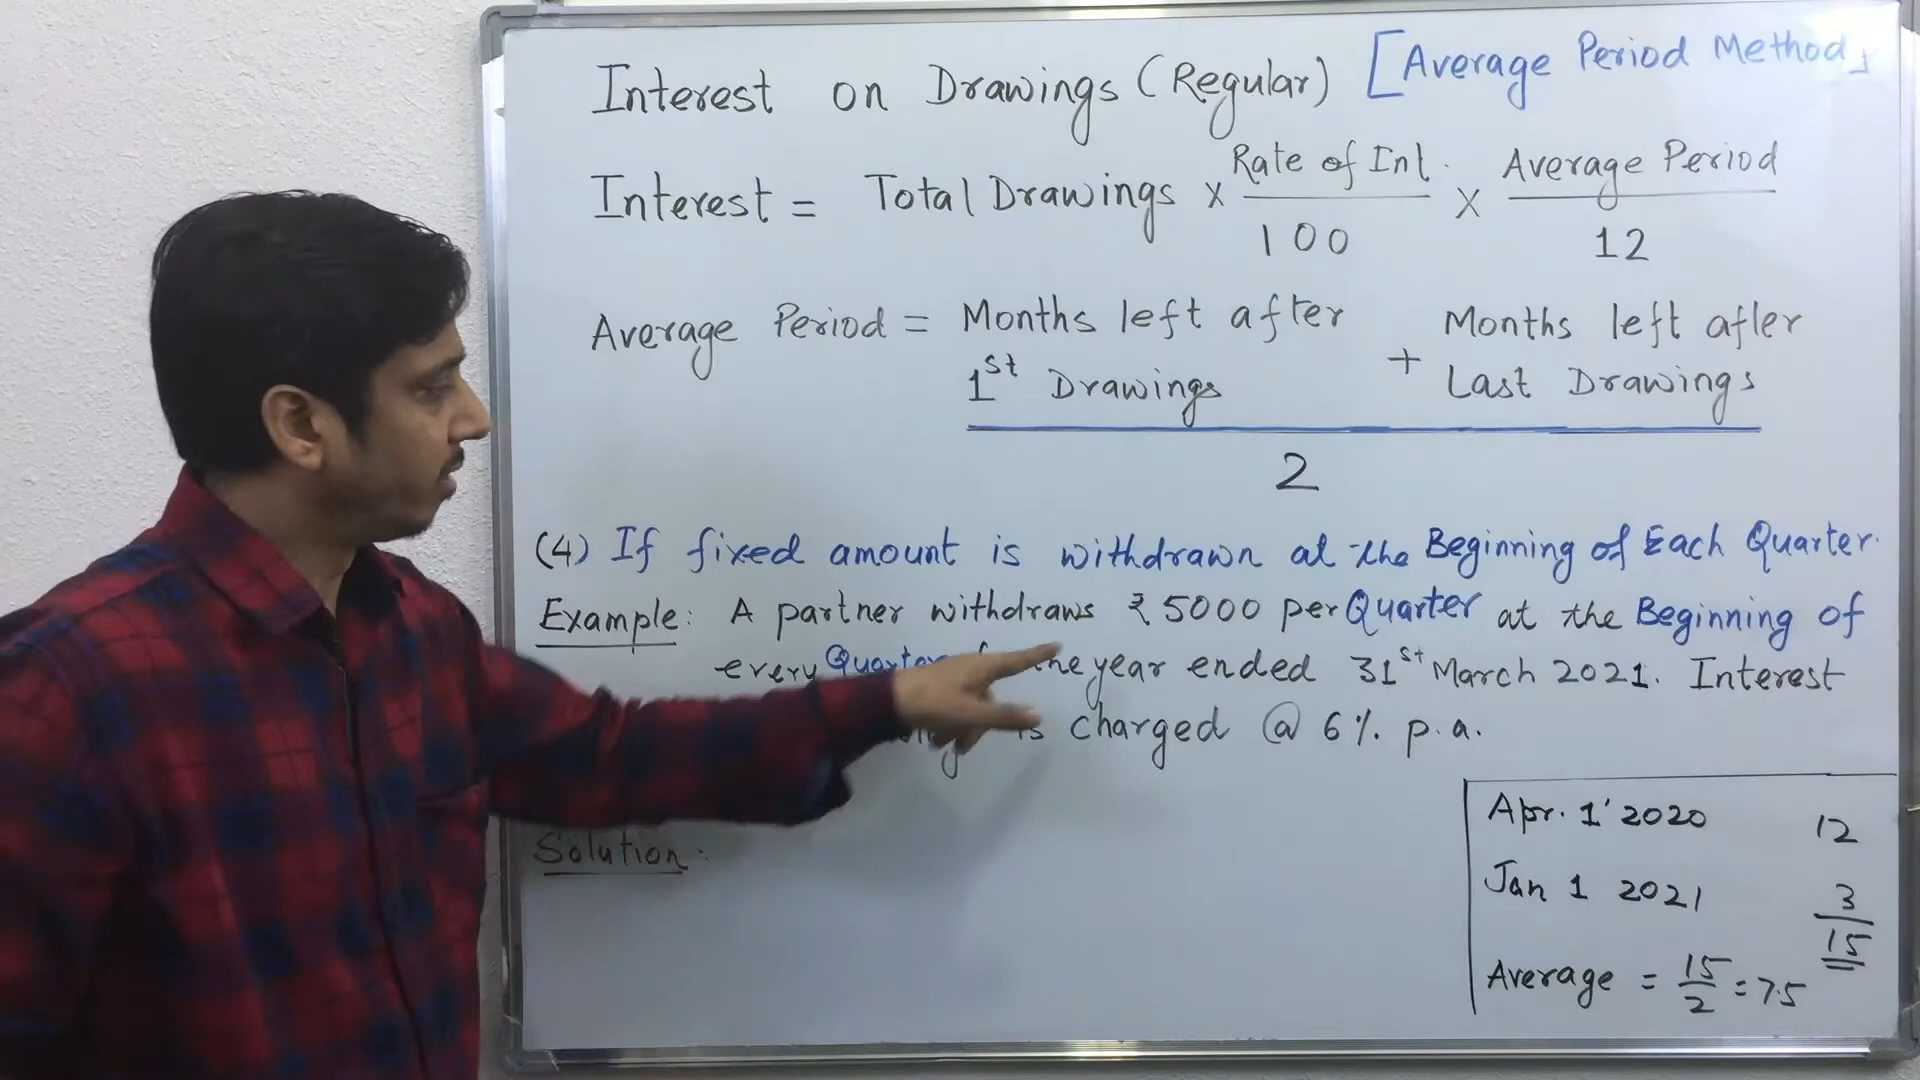 Interest on Drawings (Regular) [Average Period Method]
Interest = Total Drawings x Rate of Int. / 100 x Average Period / 12
Average Period = Months left after 1st Drawings + Months left after Last Drawings
2
(4) If fixed amount is withdrawn at the Beginning of Each Quarter.
Example: A partner withdraws ₹ 5000 per Quarter at the Beginning of
every Quarter the year ended 31st March 2021. Interest
is charged @ 6%. p.a.
Solution:
Apr. 1' 2020 12
Jan 1 2021 3
15
Average = 15/2 = 7.5